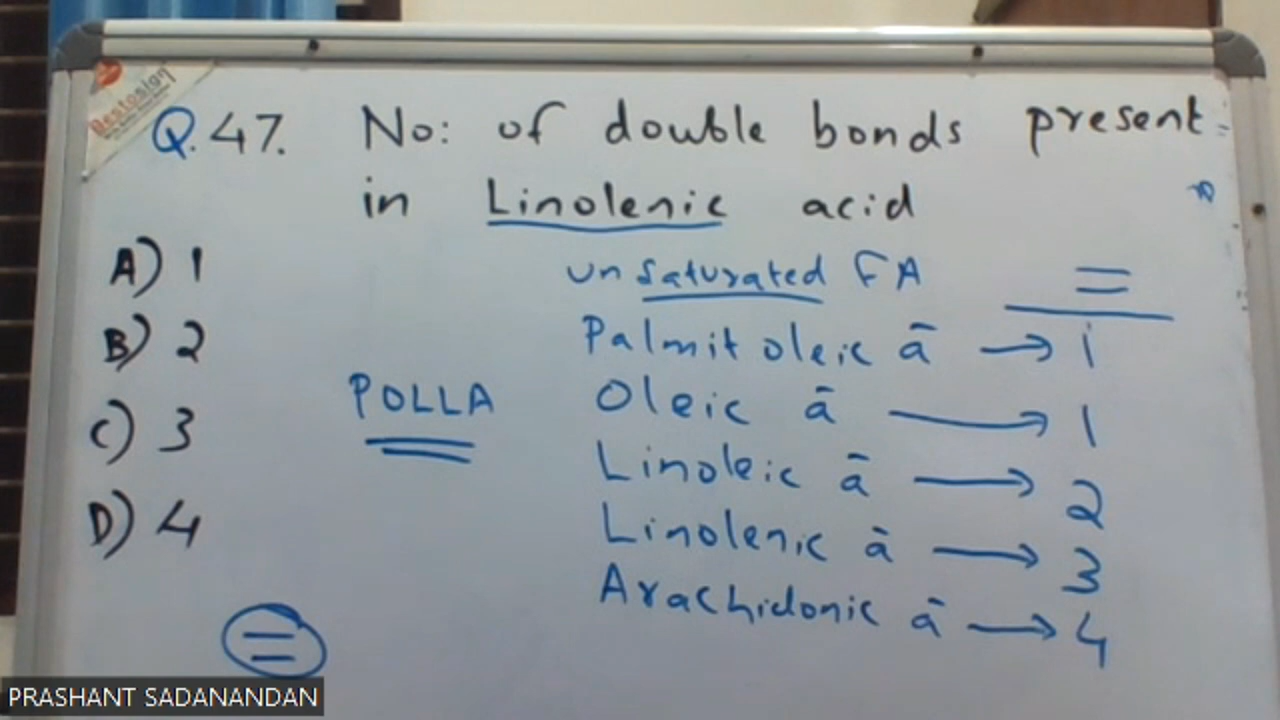 Bestosign
Q.47. No: of double bonds present
in Linolenic acid
A) 1
B) 2
C) 3
D) 4
POLLA
unsaturated FA =
Palmitoleic ā → 1
Oleic ā → 1
Linoleic ā → 2
Linolenic ā → 3
Arachidonic ā → 4
=
PRASHANT SADANANDAN